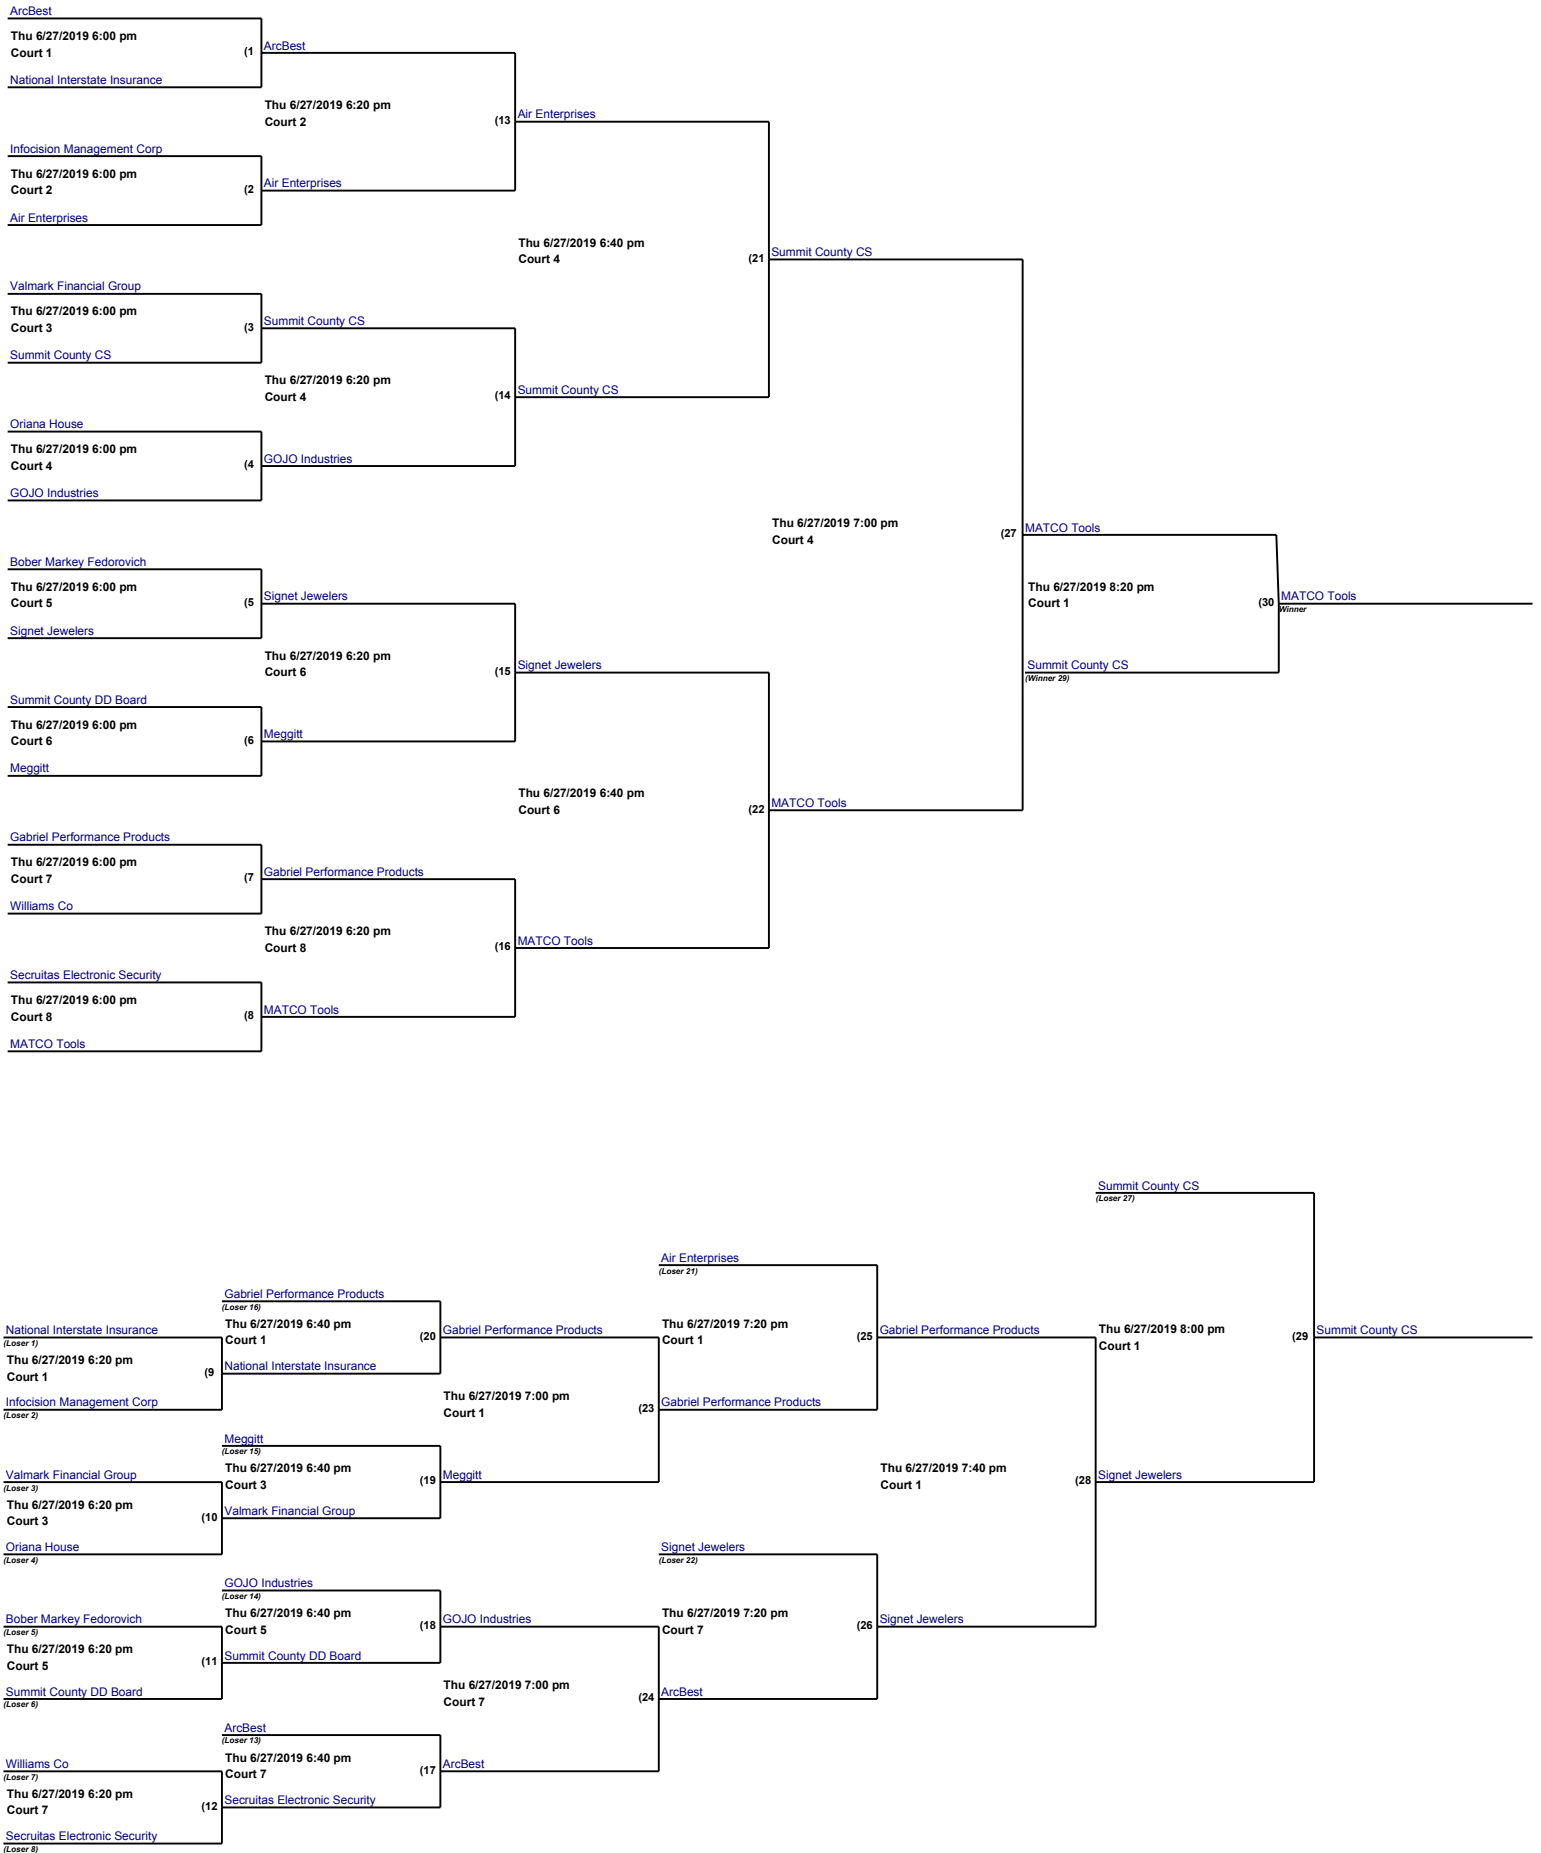 ArcBest
Thu 6/27/2019 6:00 pm
Court 1
(1
ArcBest
National Interstate Insurance
Thu 6/27/2019 6:20 pm
Court 2
(13
Air Enterprises
Infocision Management Corp
Thu 6/27/2019 6:00 pm
Court 2
(2
Air Enterprises
Air Enterprises
Thu 6/27/2019 6:40 pm
Court 4
(21
Summit County CS
Valmark Financial Group
Thu 6/27/2019 6:00 pm
Court 3
(3
Summit County CS
Summit County CS
Thu 6/27/2019 6:20 pm
Court 4
(14
Summit County CS
Oriana House
Thu 6/27/2019 6:00 pm
Court 4
(4
GOJO Industries
GOJO Industries
Thu 6/27/2019 7:00 pm
Court 4
(27
MATCO Tools
Bober Markey Fedorovich
Thu 6/27/2019 6:00 pm
Court 5
(5
Signet Jewelers
Thu 6/27/2019 8:20 pm
Court 1
(30
MATCO Tools
Winner
Signet Jewelers
Thu 6/27/2019 6:20 pm
Court 6
(15
Signet Jewelers
Summit County CS
(Winner 29)
Summit County DD Board
Thu 6/27/2019 6:00 pm
Court 6
(6
Meggitt
Meggitt
Thu 6/27/2019 6:40 pm
Court 6
(22
MATCO Tools
Gabriel Performance Products
Thu 6/27/2019 6:00 pm
Court 7
(7
Gabriel Performance Products
Williams Co
Thu 6/27/2019 6:20 pm
Court 8
(16
MATCO Tools
Secruitas Electronic Security
Thu 6/27/2019 6:00 pm
Court 8
(8
MATCO Tools
MATCO Tools
Summit County CS
(Loser 27)
Air Enterprises
(Loser 21)
Gabriel Performance Products
(Loser 16)
National Interstate Insurance
(Loser 1)
Thu 6/27/2019 6:40 pm
Court 1
(20
Gabriel Performance Products
Thu 6/27/2019 7:20 pm
Court 1
(25
Gabriel Performance Products
Thu 6/27/2019 8:00 pm
Court 1
(29
Summit County CS
Thu 6/27/2019 6:20 pm
Court 1
(9
National Interstate Insurance
Infocision Management Corp
(Loser 2)
Thu 6/27/2019 7:00 pm
Court 1
(23
Gabriel Performance Products
Meggitt
(Loser 15)
Valmark Financial Group
(Loser 3)
Thu 6/27/2019 6:40 pm
Court 3
(19
Meggitt
Thu 6/27/2019 7:40 pm
Court 1
(28
Signet Jewelers
Thu 6/27/2019 6:20 pm
Court 3
(10
Valmark Financial Group
Oriana House
(Loser 4)
Signet Jewelers
(Loser 22)
GOJO Industries
(Loser 14)
Bober Markey Fedorovich
(Loser 5)
Thu 6/27/2019 6:40 pm
Court 5
(18
GOJO Industries
Thu 6/27/2019 7:20 pm
Court 7
(26
Signet Jewelers
Thu 6/27/2019 6:20 pm
Court 5
(11
Summit County DD Board
Summit County DD Board
(Loser 6)
Thu 6/27/2019 7:00 pm
Court 7
(24
ArcBest
ArcBest
(Loser 13)
Williams Co
(Loser 7)
Thu 6/27/2019 6:40 pm
Court 7
(17
ArcBest
Thu 6/27/2019 6:20 pm
Court 7
(12
Secruitas Electronic Security
Secruitas Electronic Security
(Loser 8)